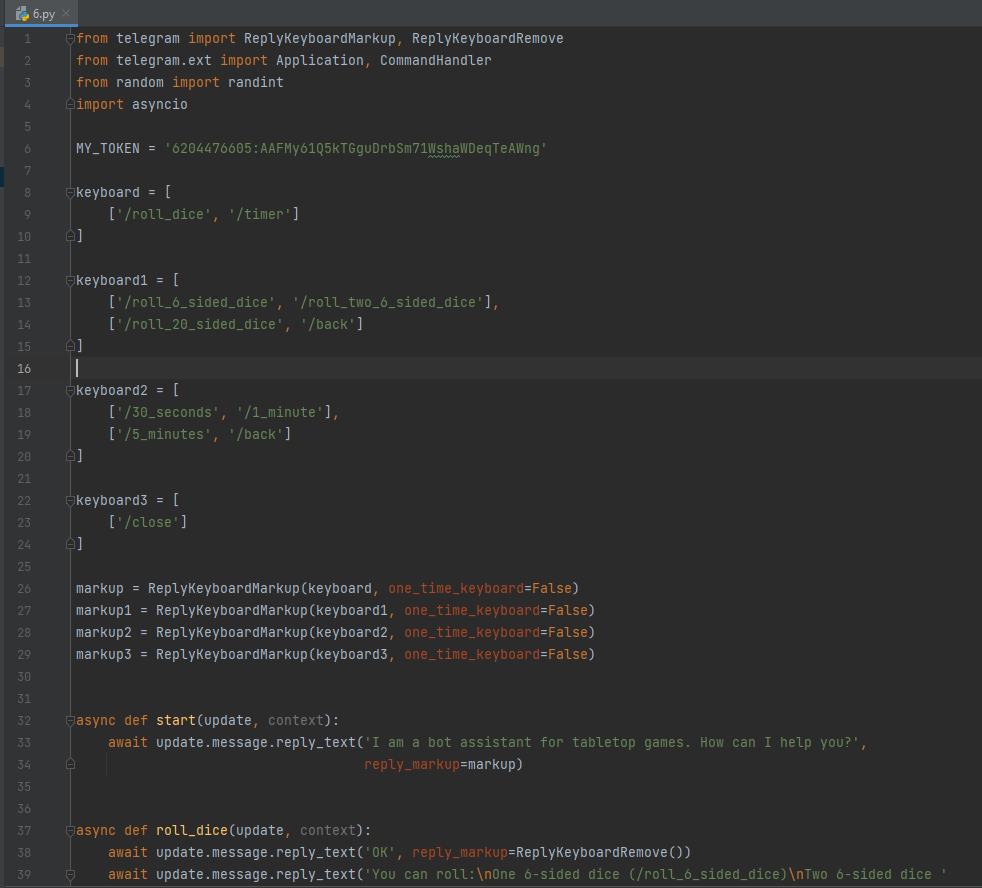 6.py
1 from telegram import ReplyKeyboardMarkup, ReplyKeyboardRemove
2 from telegram.ext import Application, CommandHandler
3 from random import randint
4 import asyncio
5
6 MY_TOKEN = '6204476605:AAFMy61Q5kTGguDrbSm71WshaWDeqTeAWng'
7
8 keyboard = [
9     ['/roll_dice', '/timer']
10 ]
11
12 keyboard1 = [
13     ['/roll_6_sided_dice', '/roll_two_6_sided_dice'],
14     ['/roll_20_sided_dice', '/back']
15 ]
16
17 keyboard2 = [
18     ['/30_seconds', '/1_minute'],
19     ['/5_minutes', '/back']
20 ]
21
22 keyboard3 = [
23     ['/close']
24 ]
25
26 markup = ReplyKeyboardMarkup(keyboard, one_time_keyboard=False)
27 markup1 = ReplyKeyboardMarkup(keyboard1, one_time_keyboard=False)
28 markup2 = ReplyKeyboardMarkup(keyboard2, one_time_keyboard=False)
29 markup3 = ReplyKeyboardMarkup(keyboard3, one_time_keyboard=False)
30
31
32 async def start(update, context):
33     await update.message.reply_text('I am a bot assistant for tabletop games. How can I help you?',
34                                     reply_markup=markup)
35
36
37 async def roll_dice(update, context):
38     await update.message.reply_text('OK', reply_markup=ReplyKeyboardRemove())
39     await update.message.reply_text('You can roll:\nOne 6-sided dice (/roll_6_sided_dice)\nTwo 6-sided dice '